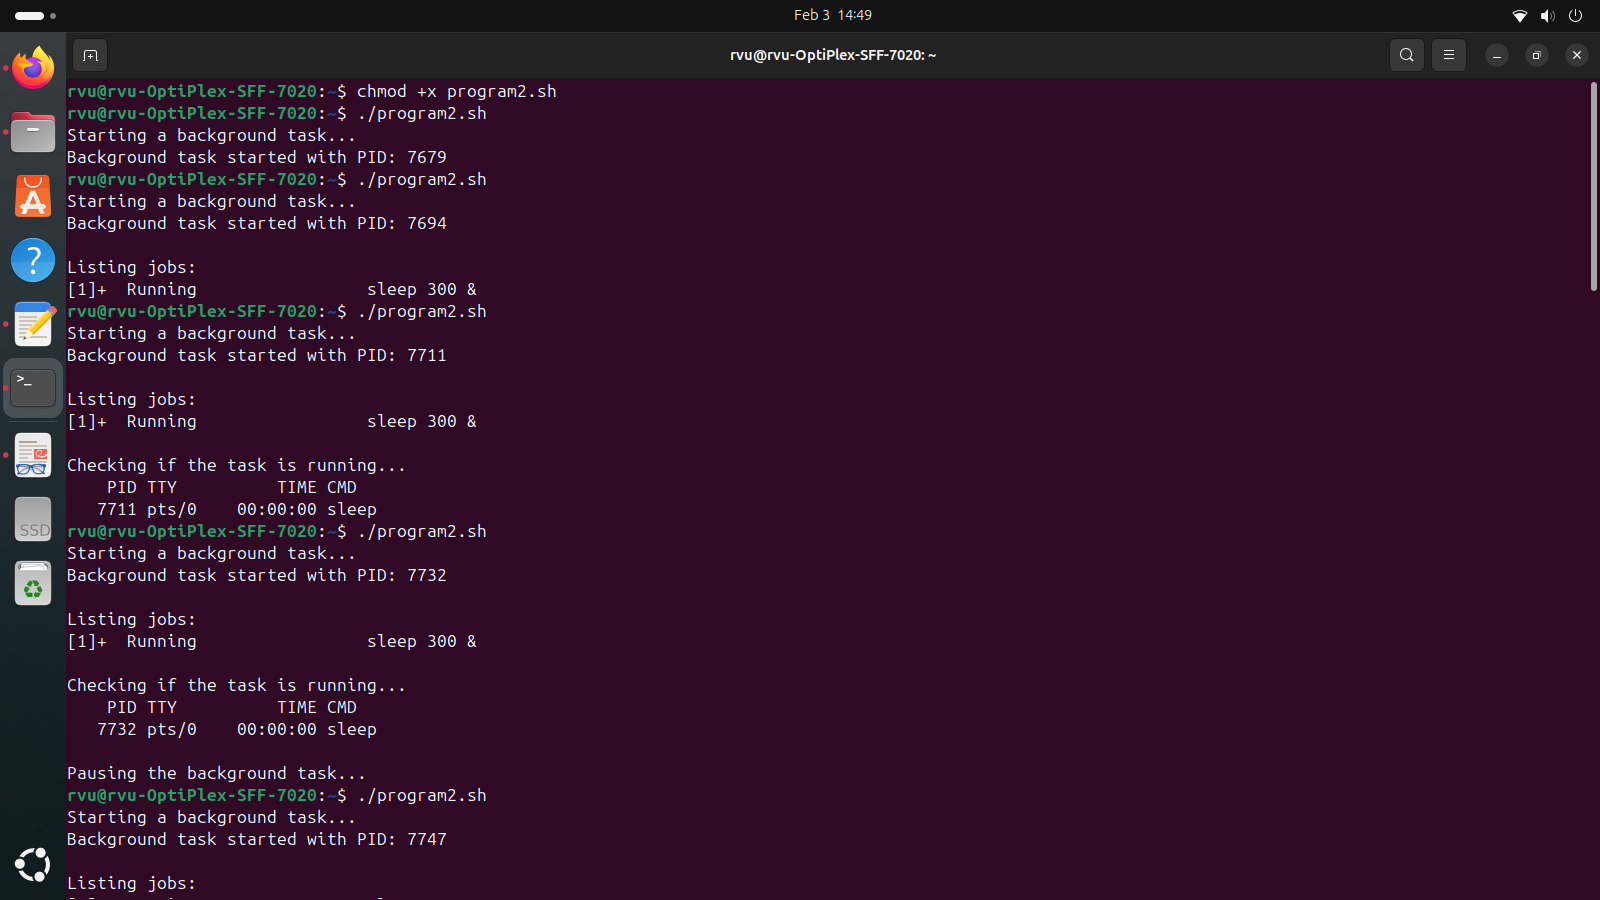 Feb 3 14:49
rvu@rvu-OptiPlex-SFF-7020: ~
rvu@rvu-OptiPlex-SFF-7020:~$ chmod +x program2.sh
rvu@rvu-OptiPlex-SFF-7020:~$ ./program2.sh
Starting a background task...
Background task started with PID: 7679
rvu@rvu-OptiPlex-SFF-7020:~$ ./program2.sh
Starting a background task...
Background task started with PID: 7694
Listing jobs:
[1]+  Running                 sleep 300 &
rvu@rvu-OptiPlex-SFF-7020:~$ ./program2.sh
Starting a background task...
Background task started with PID: 7711
Listing jobs:
[1]+  Running                 sleep 300 &
Checking if the task is running...
    PID TTY          TIME CMD
   7711 pts/0    00:00:00 sleep
rvu@rvu-OptiPlex-SFF-7020:~$ ./program2.sh
Starting a background task...
Background task started with PID: 7732
Listing jobs:
[1]+  Running                 sleep 300 &
Checking if the task is running...
    PID TTY          TIME CMD
   7732 pts/0    00:00:00 sleep
Pausing the background task...
rvu@rvu-OptiPlex-SFF-7020:~$ ./program2.sh
Starting a background task...
Background task started with PID: 7747
Listing jobs:
SSD